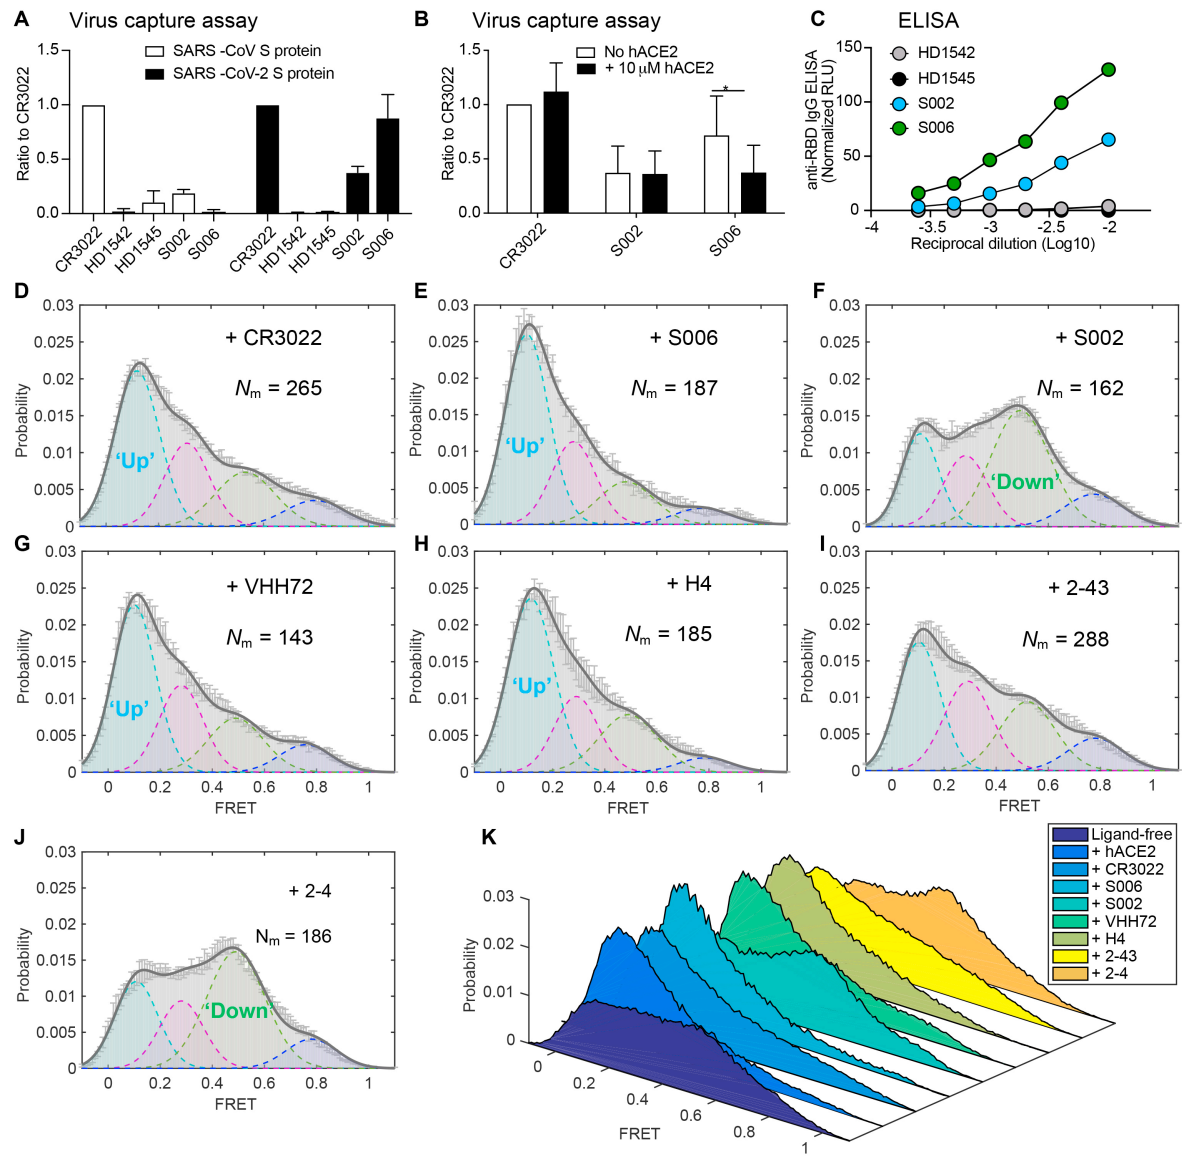 A Virus capture assay
SARS -CoV S protein
SARS -CoV-2 S protein
Ratio to CR3022
1.5
1.0
0.5
0.0
CR3022
HD1542
HD1545
S002
S006
CR3022
HD1542
HD1545
S002
S006
B Virus capture assay
No hACE2
+ 10 µM hACE2
Ratio to CR3022
1.5
1.0
0.5
0.0
*
CR3022
S002
S006
C ELISA
HD1542
HD1545
S002
S006
anti-RBD IgG ELISA
(Normalized RLU)
150
100
50
0
-4 -3.5 -3 -2.5 -2
Reciprocal dilution (Log10)
D
+ CR3022
Nm = 265
'Up'
Probability
0.03
0.025
0.02
0.015
0.01
0.005
0
E
+ S006
Nm = 187
'Up'
Probability
0.03
0.025
0.02
0.015
0.01
0.005
0
F
+ S002
Nm = 162
'Down'
Probability
0.03
0.025
0.02
0.015
0.01
0.005
0
G
+ VHH72
Nm = 143
'Up'
Probability
0.03
0.025
0.02
0.015
0.01
0.005
0
0 0.2 0.4 0.6 0.8 1
FRET
H
+ H4
Nm = 185
'Up'
Probability
0.03
0.025
0.02
0.015
0.01
0.005
0
0 0.2 0.4 0.6 0.8 1
FRET
I
+ 2-43
Nm = 288
Probability
0.03
0.025
0.02
0.015
0.01
0.005
0
0 0.2 0.4 0.6 0.8 1
FRET
J
+ 2-4
Nm = 186
'Down'
Probability
0.03
0.025
0.02
0.015
0.01
0.005
0
0 0.2 0.4 0.6 0.8 1
FRET
K
Ligand-free
+ hACE2
+ CR3022
+ S006
+ S002
+ VHH72
+ H4
+ 2-43
+ 2-4
Probability
0.03
0.02
0.01
0
0 0.2 0.4 0.6 0.8 1
FRET